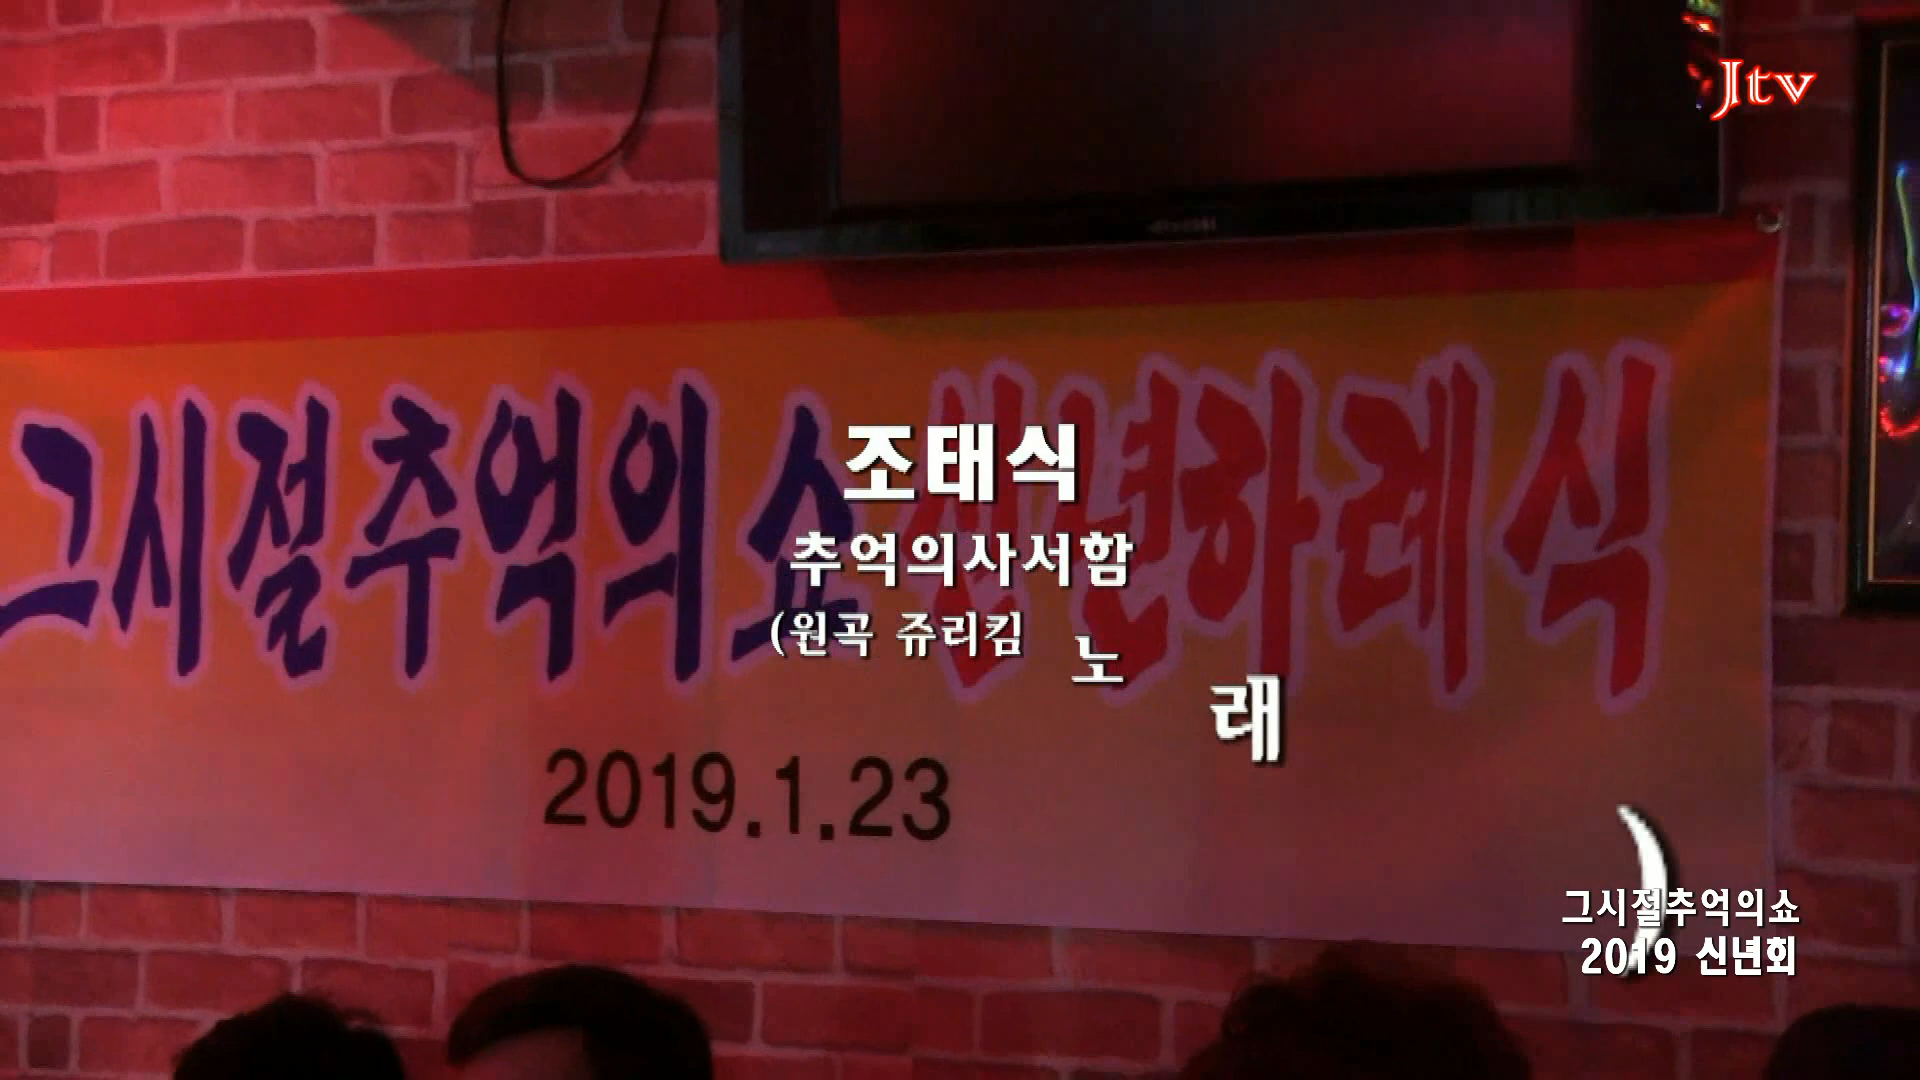 Jtv
그시절추억의쇼 신년하례식
조태식
추억의사서함
(원곡 쥬리킴 노래)
2019.1.23
그시절추억의쇼
2019 신년회